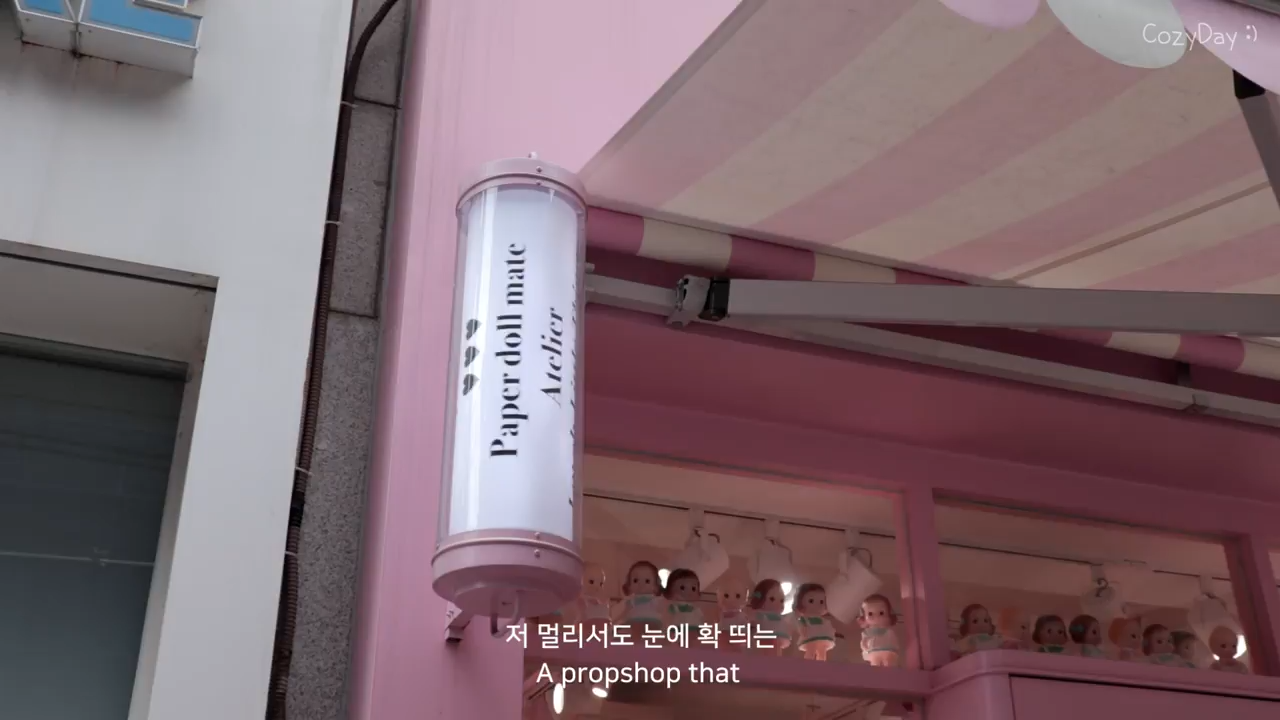 CozyDay :)
♥♥♥
Paper doll mate
Atelier
저 멀리서도 눈에 확 띄는
A propshop that